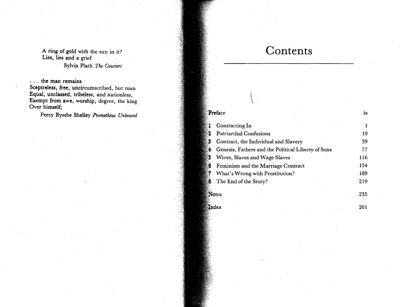 A ring of gold with the sun in it?
Lies, lies and a grief
Sylvia Plath The Couriers
. . . the man remains
Sceptreless, free, uncircumscribed, but man
Equal, unclassed, tribeless, and nationless,
Exempt from awe, worship, degree, the king
Over himself;
Percy Bysshe Shelley Prometheus Unbound
Contents
Preface ix
1 Contracting In 1
2 Patriarchal Confusions 19
3 Contract, the Individual and Slavery 39
4 Genesis, Fathers and the Political Liberty of Sons 77
5 Wives, Slaves and Wage Slaves 116
6 Feminism and the Marriage Contract 154
7 What's Wrong with Prostitution? 189
8 The End of the Story? 219
Notes 235
Index 261